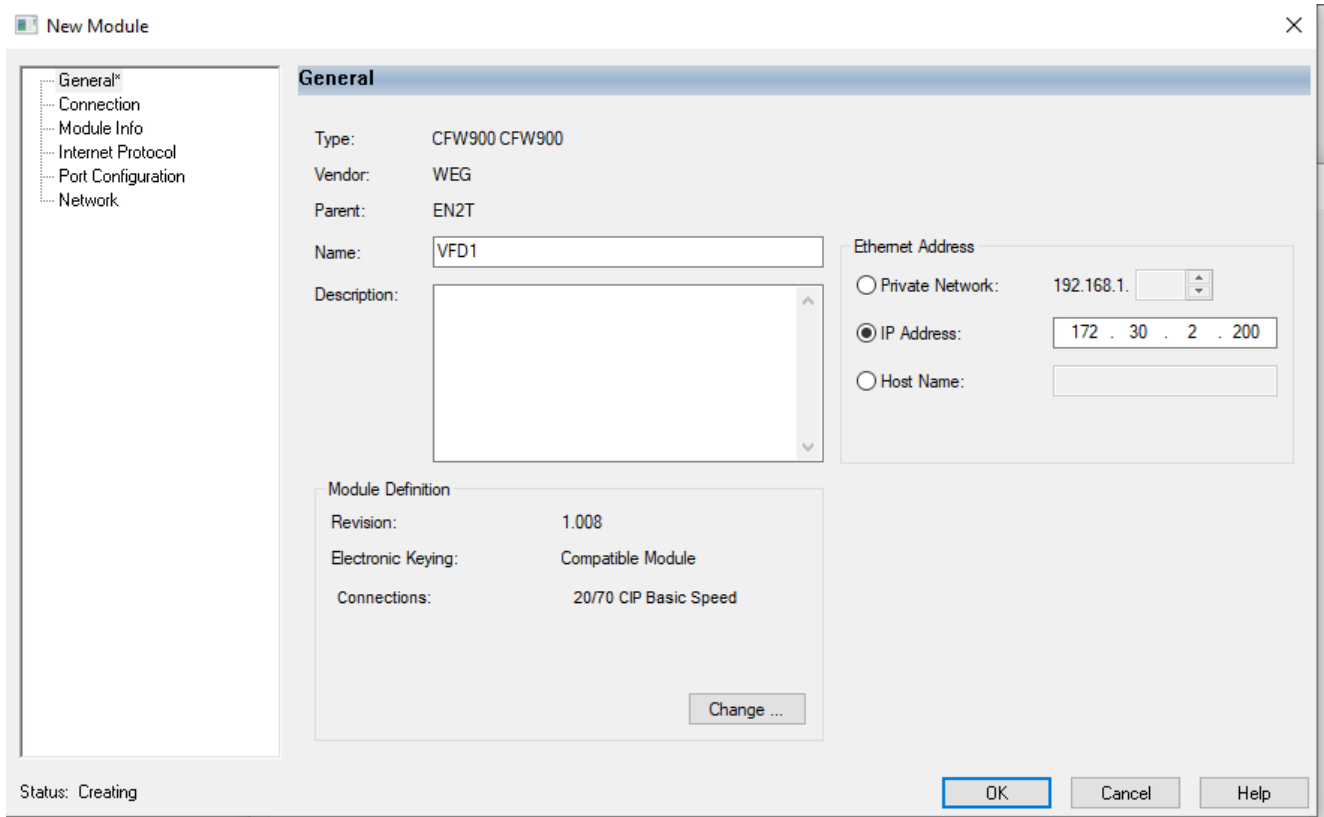 New Module
General*
Connection
Module Info
Internet Protocol
Port Configuration
Network
General
Type: CFW900 CFW900
Vendor: WEG
Parent: EN2T
Name: VFD1
Description:
Ethernet Address
Private Network: 192.168.1.
IP Address: 172 . 30 . 2 . 200
Host Name:
Module Definition
Revision: 1.008
Electronic Keying: Compatible Module
Connections: 20/70 CIP Basic Speed
Change ...
Status: Creating
OK Cancel Help